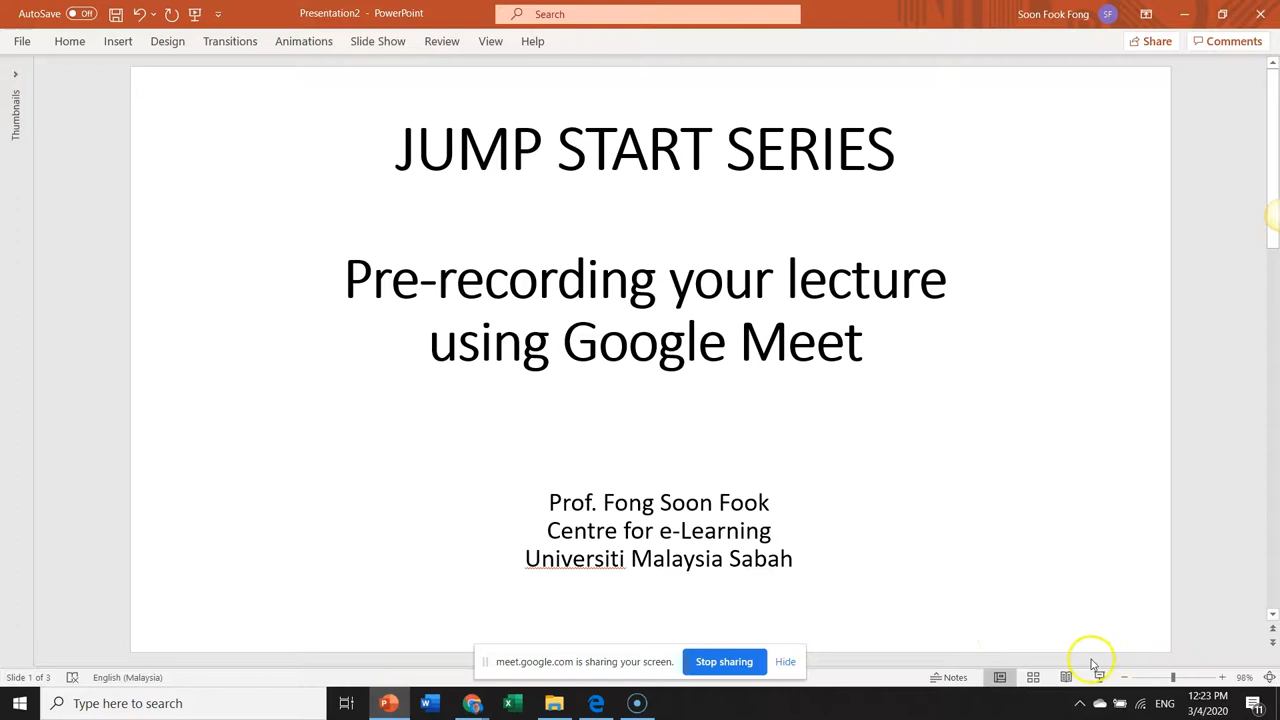 AutoSave Off Presentation2 - PowerPoint Search Soon Fook Fong SF
File Home Insert Design Transitions Animations Slide Show Review View Help Share Comments
Thumbnails
JUMP START SERIES
Pre-recording your lecture
using Google Meet
Prof. Fong Soon Fook
Centre for e-Learning
Universiti Malaysia Sabah
meet.google.com is sharing your screen. Stop sharing Hide
Slide 1 of 3 English (Malaysia) Notes 98%
Type here to search ENG 12:23 PM
3/4/2020 11